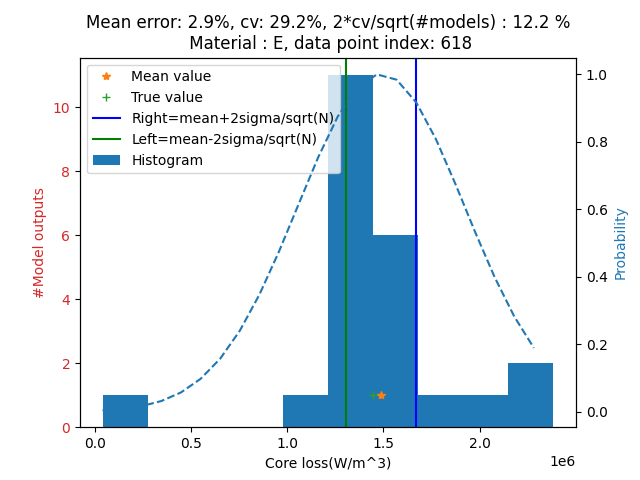 Mean error: 2.9%, cv: 29.2%, 2*cv/sqrt(#models) : 12.2 %
Material : E, data point index: 618
Mean value
True value
Right=mean+2sigma/sqrt(N)
Left=mean-2sigma/sqrt(N)
Histogram
#Model outputs
10
8
6
4
2
0
Probability
1.0
0.8
0.6
0.4
0.2
0.0
0.0 0.5 1.0 1.5 2.0
1e6
Core loss(W/m^3)